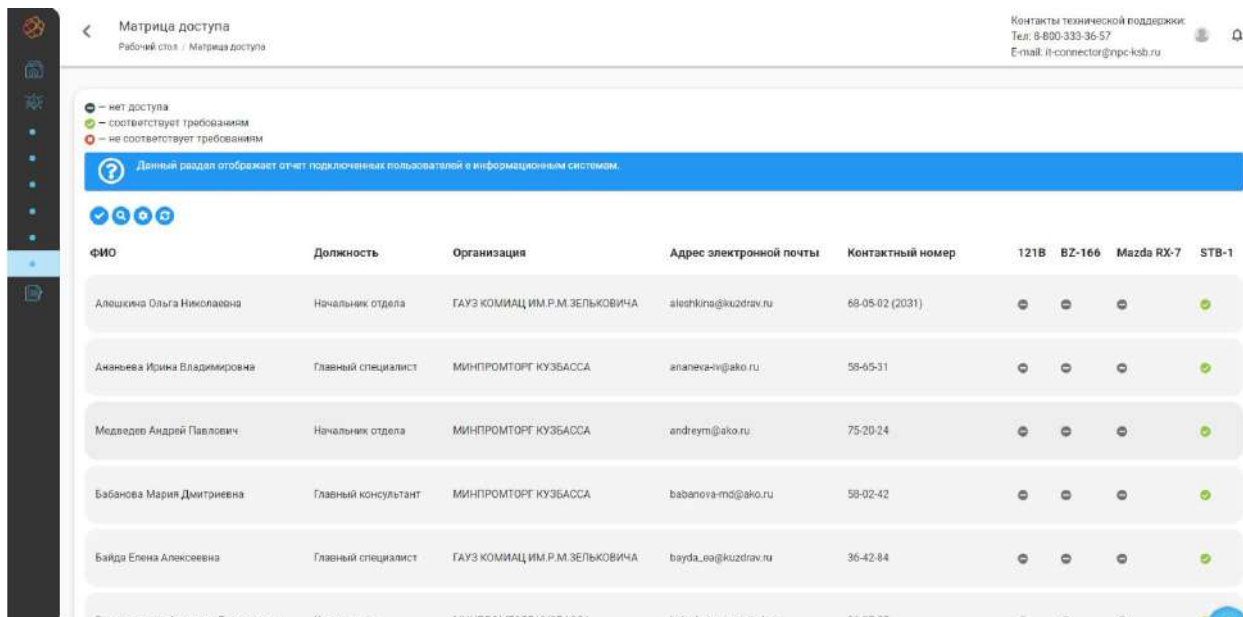 Матрица доступа
Рабочий стол / Матрица доступа
Контакты технической поддержки:
Тел: 8-800-333-36-57
E-mail: it-connector@npc-ksb.ru
– нет доступа
– соответствует требованиям
– не соответствует требованиям
Данный раздел отображает отчет подключенных пользователей к информационным системам.
ФИО Должность Организация Адрес электронной почты Контактный номер 121В BZ-166 Mazda RX-7 STB-1
Алешкина Ольга Николаевна Начальник отдела ГАУЗ КОМИАЦ ИМ.Р.М.ЗЕЛЬКОВИЧА aleshkina@kuzdrav.ru 68-05-02 (2031)
Ананьева Ирина Владимировна Главный специалист МИНПРОМТОРГ КУЗБАССА ananeva-iv@ako.ru 58-65-31
Медведев Андрей Павлович Начальник отдела МИНПРОМТОРГ КУЗБАССА andreym@ako.ru 75-20-24
Бабанова Мария Дмитриевна Главный консультант МИНПРОМТОРГ КУЗБАССА babanova-md@ako.ru 58-02-42
Байда Елена Алексеевна Главный специалист ГАУЗ КОМИАЦ ИМ.Р.М.ЗЕЛЬКОВИЧА bayda_ea@kuzdrav.ru 36-42-84